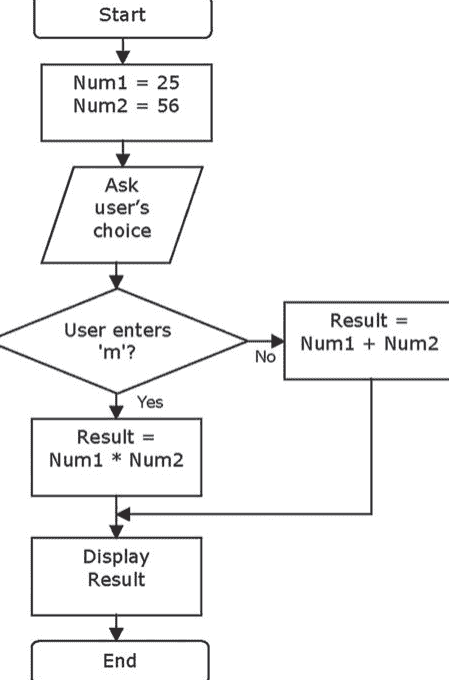 Start
Num1 = 25
Num2 = 56
Ask
user’s
choice
User enters
'm'?
No
Result =
Num1 + Num2
Yes
Result =
Num1 * Num2
Display
Result
End